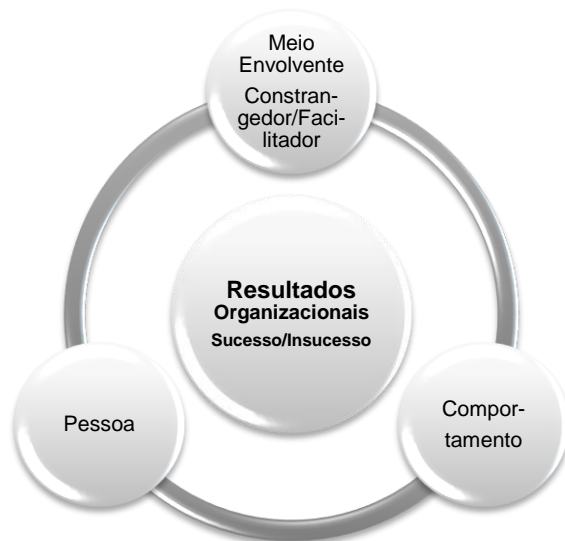 Meio
Envolvente
Constran-
gedor/Faci-
litador
Resultados
Organizacionais
Sucesso/Insucesso
Pessoa
Compor-
tamento